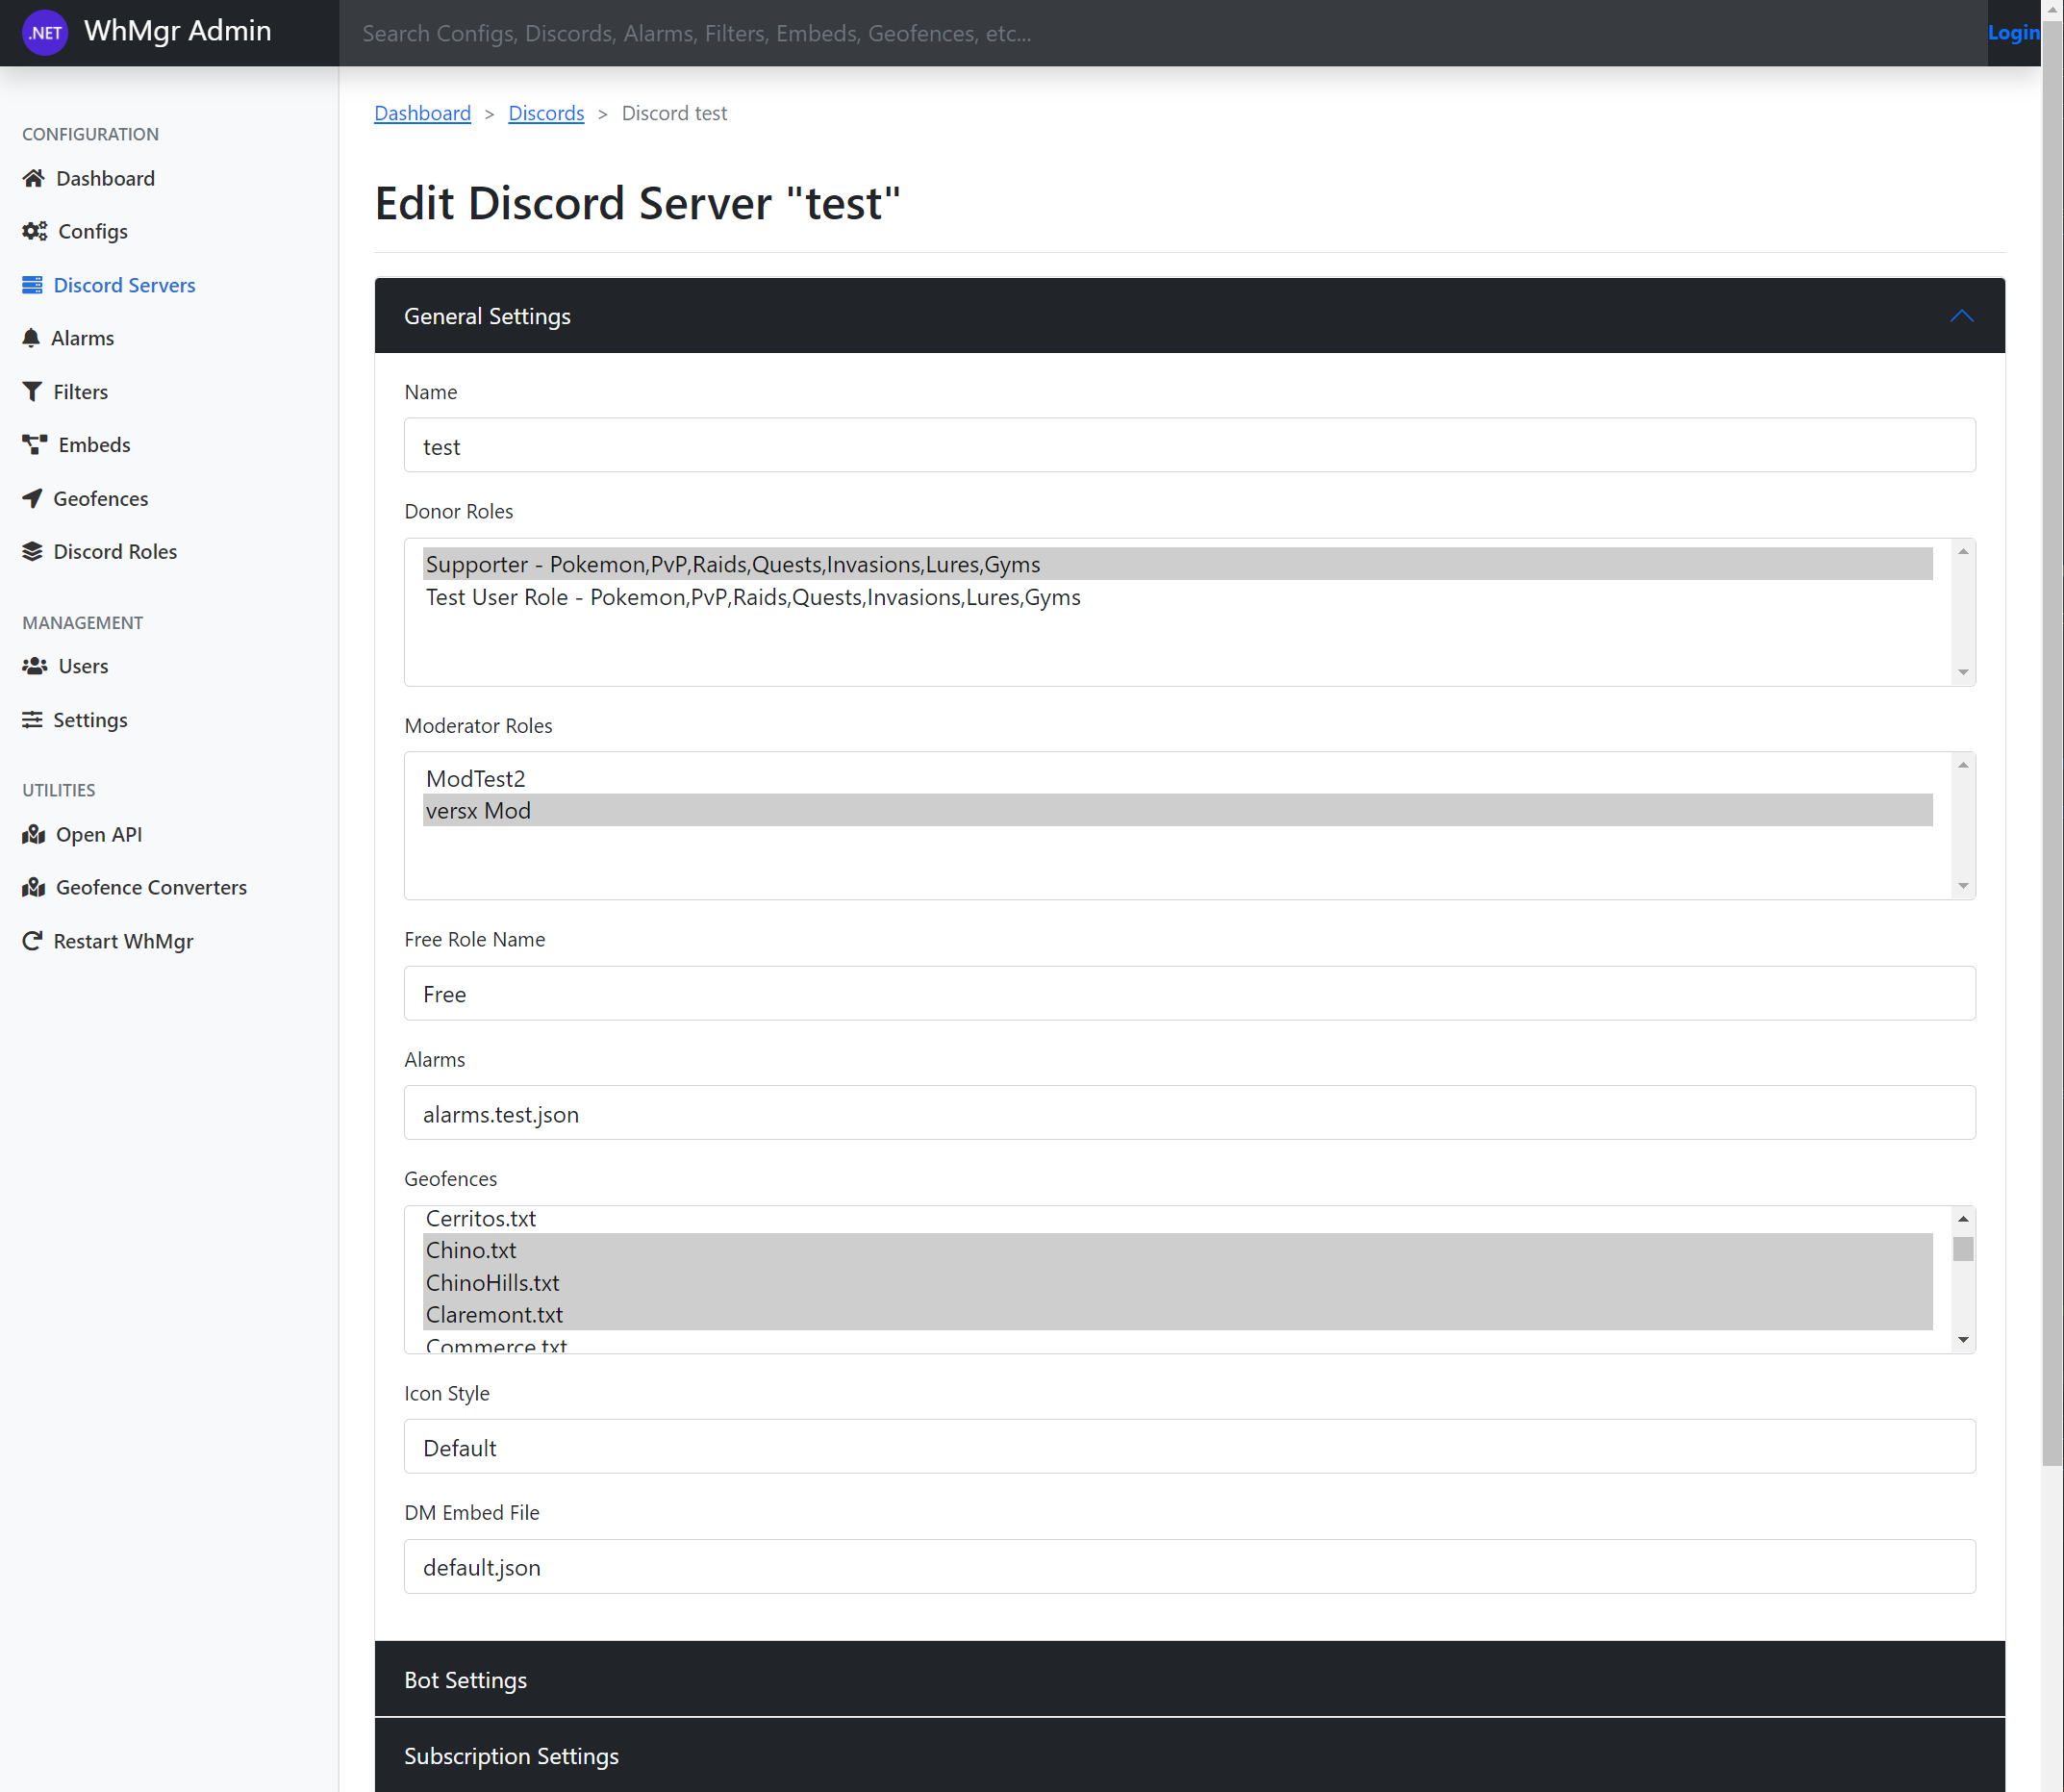 .NET WhMgr Admin
Search Configs, Discords, Alarms, Filters, Embeds, Geofences, etc...
Login
CONFIGURATION
Dashboard
Configs
Discord Servers
Alarms
Filters
Embeds
Geofences
Discord Roles
MANAGEMENT
Users
Settings
UTILITIES
Open API
Geofence Converters
Restart WhMgr
Dashboard > Discords > Discord test
Edit Discord Server "test"
General Settings
Name
test
Donor Roles
Supporter - Pokemon,PvP,Raids,Quests,Invasions,Lures,Gyms
Test User Role - Pokemon,PvP,Raids,Quests,Invasions,Lures,Gyms
Moderator Roles
ModTest2
versx Mod
Free Role Name
Free
Alarms
alarms.test.json
Geofences
Cerritos.txt
Chino.txt
ChinoHills.txt
Claremont.txt
Commerce.txt
Icon Style
Default
DM Embed File
default.json
Bot Settings
Subscription Settings